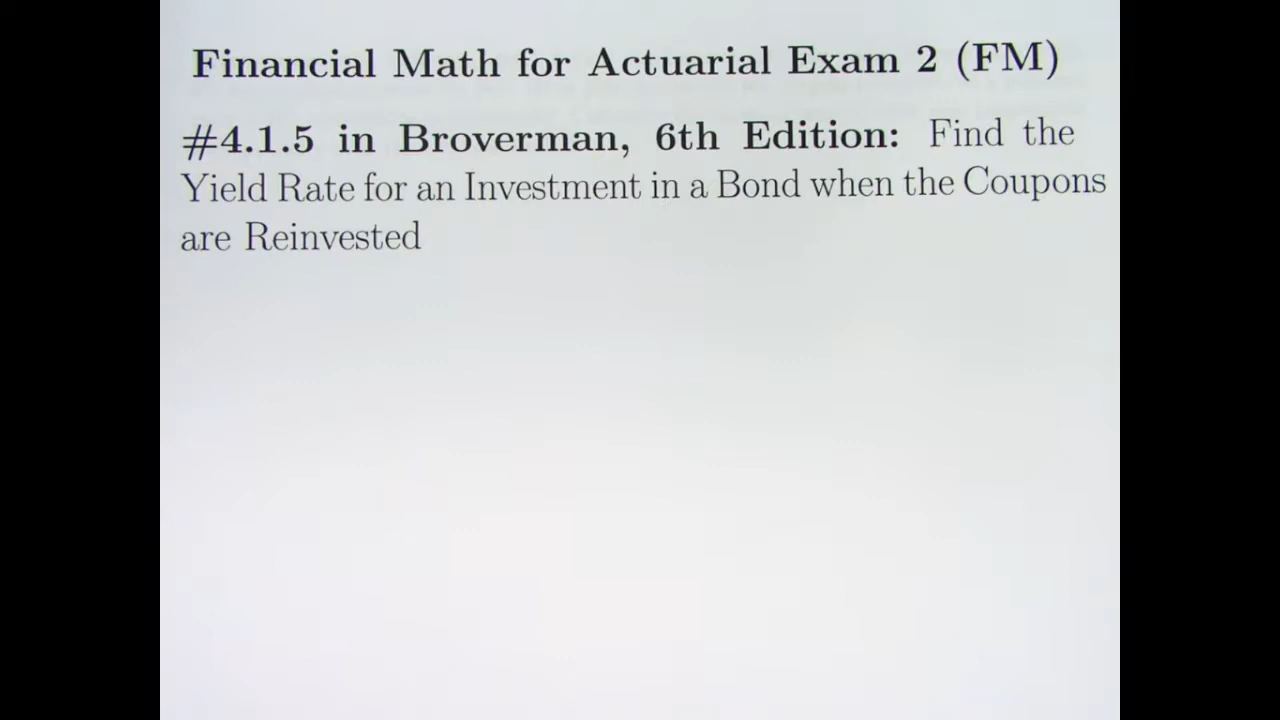 Financial Math for Actuarial Exam 2 (FM)
#4.1.5 in Broverman, 6th Edition: Find the
Yield Rate for an Investment in a Bond when the Coupons
are Reinvested